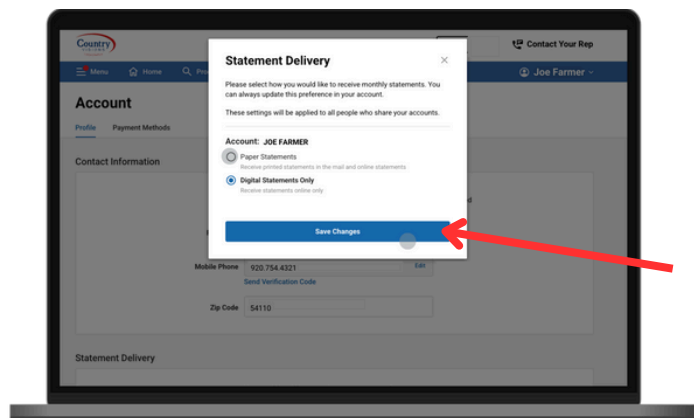 Country
VISIONS
Contact Your Rep
Menu
Home
Joe Farmer
Account
Profile
Payment Methods
Contact Information
Statement Delivery
Please select how you would like to receive monthly statements. You
can always update this preference in your account.
These settings will be applied to all people who share your accounts.
Account: JOE FARMER
Paper Statements
Receive printed statements in the mail and online statements
Digital Statements Only
Receive statements online only
Save Changes
Mobile Phone
920.754.4321
Edit
Send Verification Code
Zip Code
54110
Statement Delivery